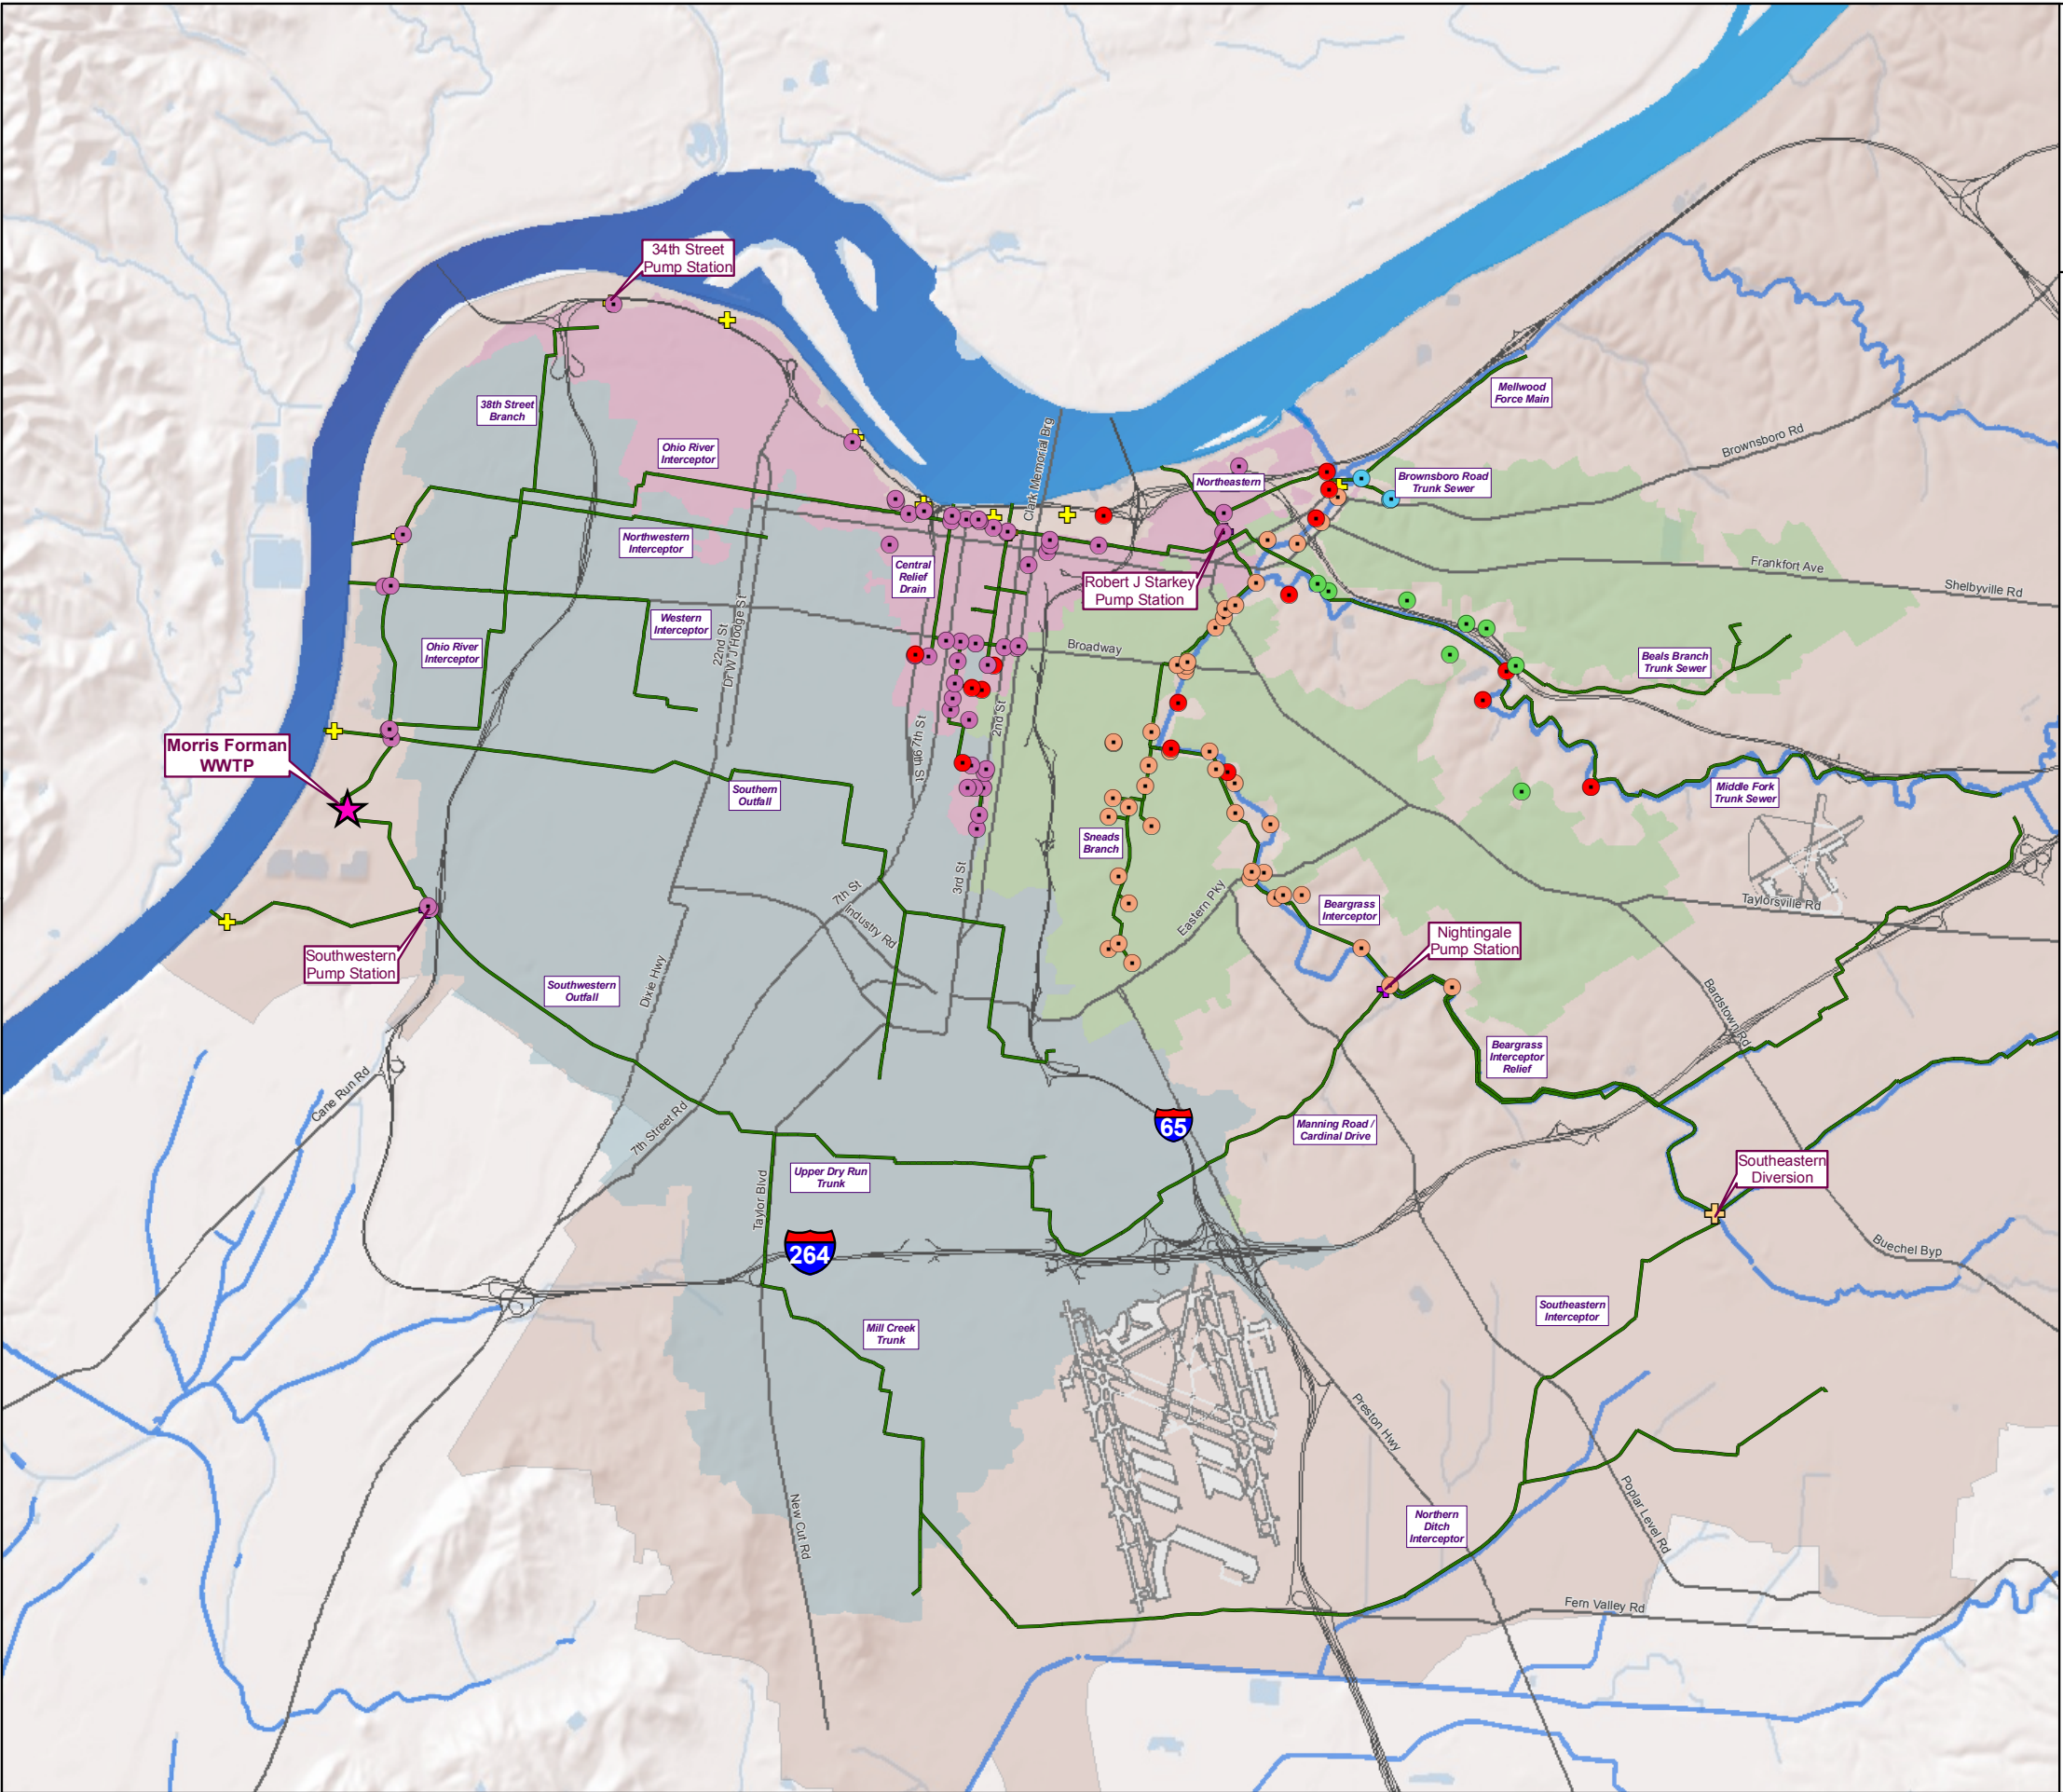 34th Street
Pump Station
Clark Memorial Brg
Mellwood
Force Main
38th Street
Branch
Ohio River
Interceptor
Brownsboro Rd
Northeastern
Brownsboro Road
Trunk Sewer
Northwestern
Interceptor
Central
Relief
Drain
Robert J Starkey
Pump Station
Frankfort Ave
Shelbyville Rd
Western
Interceptor
22nd St
Dr W J Hodge St
Ohio River
Interceptor
Broadway
Beals Branch
Trunk Sewer
2nd St
7th St
Morris Forman
WWTP
Southern
Outfall
Middle Fork
Trunk Sewer
Sneads
Branch
3rd St
7th St
Industry Rd
Eastern Pky
Beargrass
Interceptor
Taylorsville Rd
Nightingale
Pump Station
Southwestern
Pump Station
Dixie Hwy
Southwestern
Outfall
Bardstown Rd
Beargrass
Interceptor
Relief
Cane Run Rd
7th Street Rd
65
Manning Road /
Cardinal Drive
Upper Dry Run
Trunk
Taylor Blvd
Southeastern
Diversion
264
Buechel Byp
Southeastern
Interceptor
Mill Creek
Trunk
Preston Hwy
New Cut Rd
Northern
Ditch
Interceptor
Poplar Level Rd
Fern Valley Rd